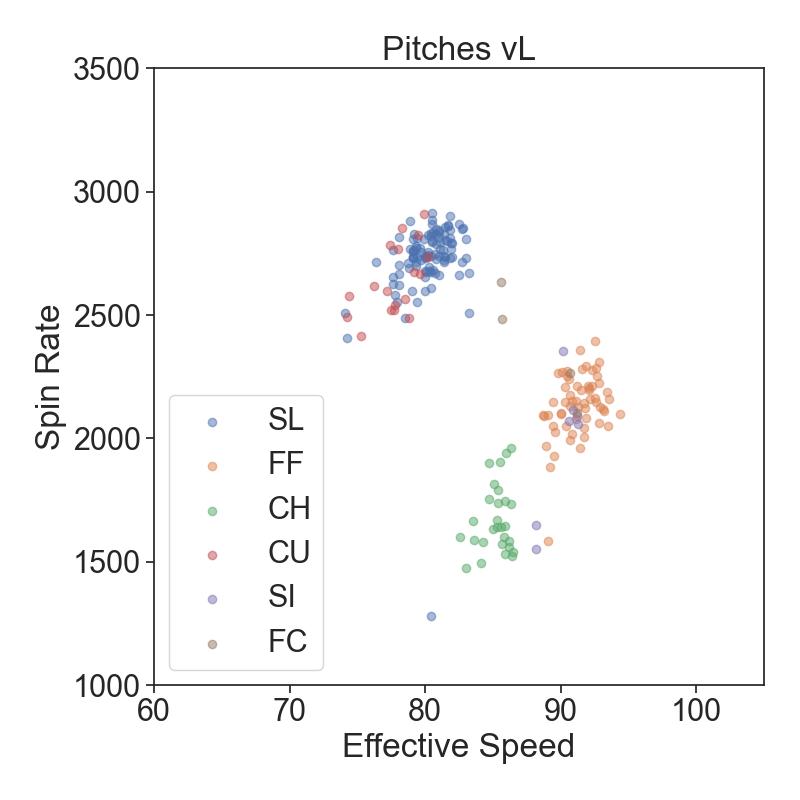 Pitches vL
3500
3000
2500
2000
1500
1000
Spin Rate
SL
FF
CH
CU
SI
FC
60 70 80 90 100
Effective Speed